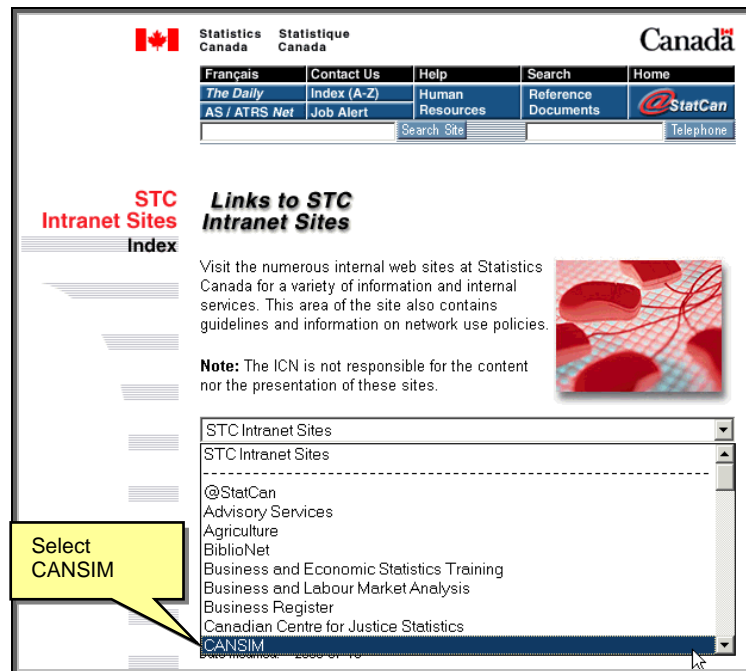 Statistics Statistique
Canada Canada
Canada
Français Contact Us Help Search Home
The Daily Index (A-Z) Human Reference
AS / ATRS Net Job Alert Resources Documents @StatCan
Search Site Telephone
STC
Intranet Sites
Index
Links to STC
Intranet Sites
Visit the numerous internal web sites at Statistics
Canada for a variety of information and internal
services. This area of the site also contains
guidelines and information on network use policies.
Note: The ICN is not responsible for the content
nor the presentation of these sites.
STC Intranet Sites
STC Intranet Sites
--------------------------------------------------------------
@StatCan
Advisory Services
Agriculture
BiblioNet
Business and Economic Statistics Training
Business and Labour Market Analysis
Business Register
Canadian Centre for Justice Statistics
CANSIM
Select
CANSIM